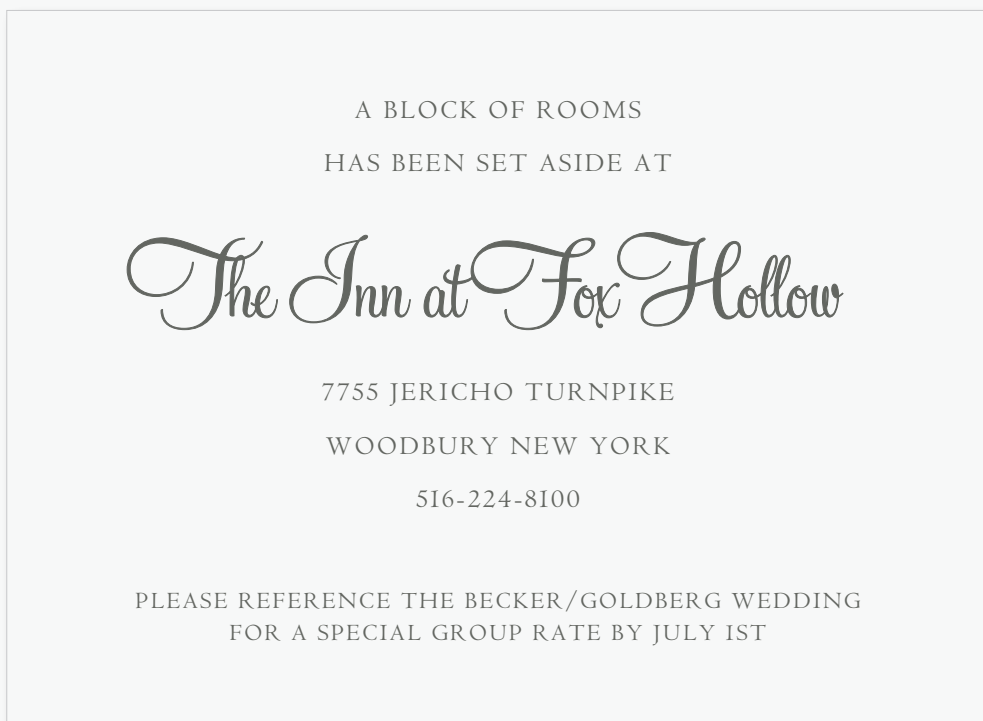 A BLOCK OF ROOMS
HAS BEEN SET ASIDE AT
The Inn at Fox Hollow
7755 JERICHO TURNPIKE
WOODBURY NEW YORK
516-224-8100
PLEASE REFERENCE THE BECKER/GOLDBERG WEDDING
FOR A SPECIAL GROUP RATE BY JULY 1ST